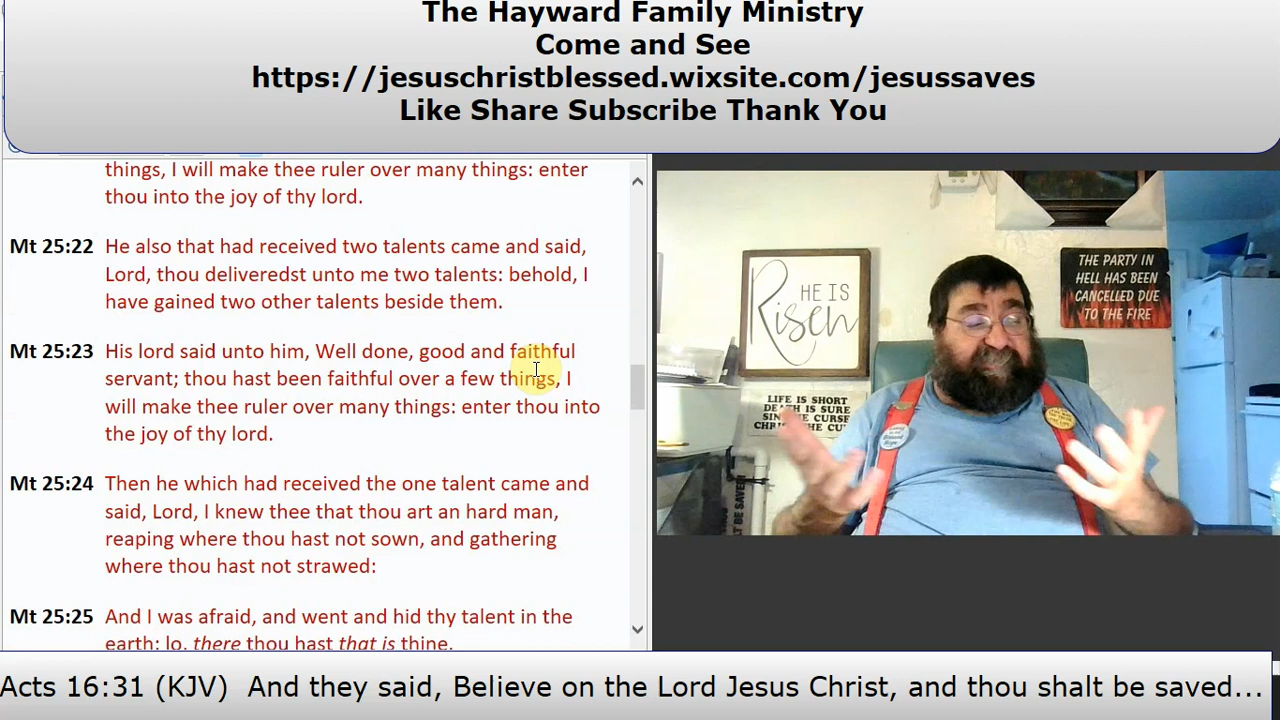 The Hayward Family Ministry
Come and See
https://jesuschristblessed.wixsite.com/jesussaves
Like Share Subscribe Thank You
things, I will make thee ruler over many things: enter
thou into the joy of thy lord.
Mt 25:22 He also that had received two talents came and said,
Lord, thou deliveredst unto me two talents: behold, I
have gained two other talents beside them.
Mt 25:23 His lord said unto him, Well done, good and faithful
servant; thou hast been faithful over a few things, I
will make thee ruler over many things: enter thou into
the joy of thy lord.
Mt 25:24 Then he which had received the one talent came and
said, Lord, I knew thee that thou art an hard man,
reaping where thou hast not sown, and gathering
where thou hast not strawed:
Mt 25:25 And I was afraid, and went and hid thy talent in the
earth: lo, there thou hast that is thine.
HE IS
Risen
THE PARTY IN
HELL HAS BEEN
CANCELLED DUE
TO THE FIRE
LIFE IS SHORT
DEATH IS SURE
SIN THE CURSE
Acts 16:31 (KJV) And they said, Believe on the Lord Jesus Christ, and thou shalt be saved...